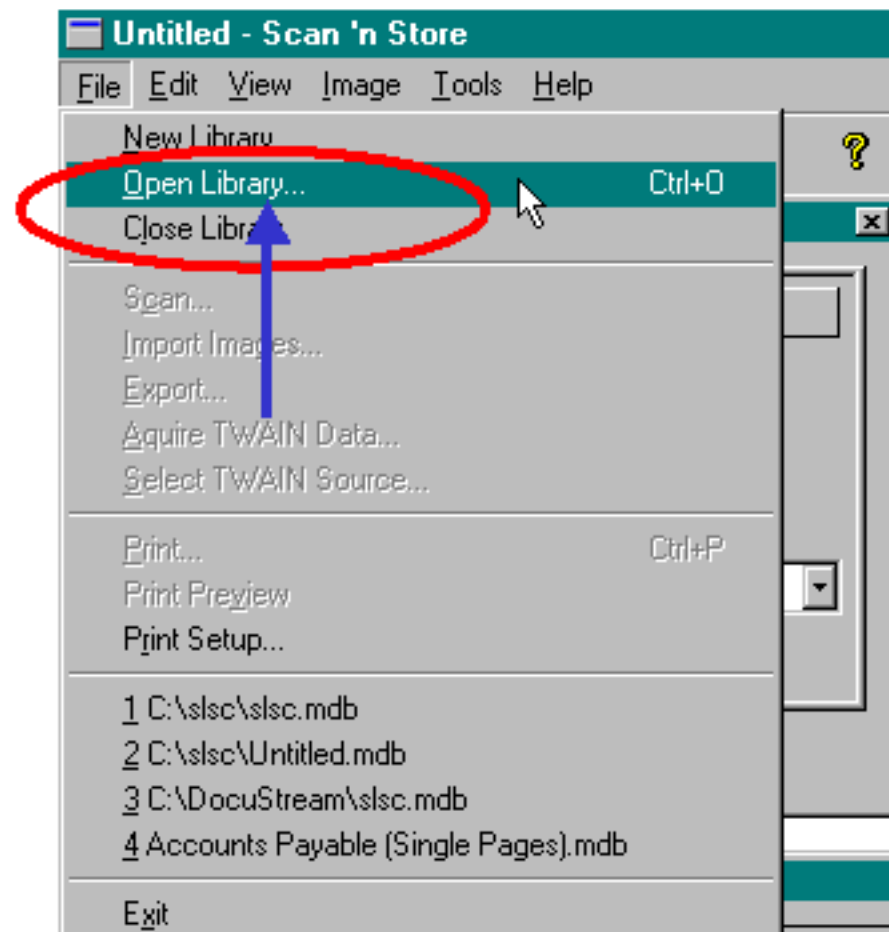 Untitled - Scan 'n Store
File Edit View Image Tools Help
New Library
Open Library... Ctrl+O
Close Library
Scan...
Import Images...
Export...
Aquire TWAIN Data...
Select TWAIN Source...
Print... Ctrl+P
Print Preview
Print Setup...
1 C:\slsc\slsc.mdb
2 C:\slsc\Untitled.mdb
3 C:\DocuStream\slsc.mdb
4 Accounts Payable (Single Pages).mdb
Exit